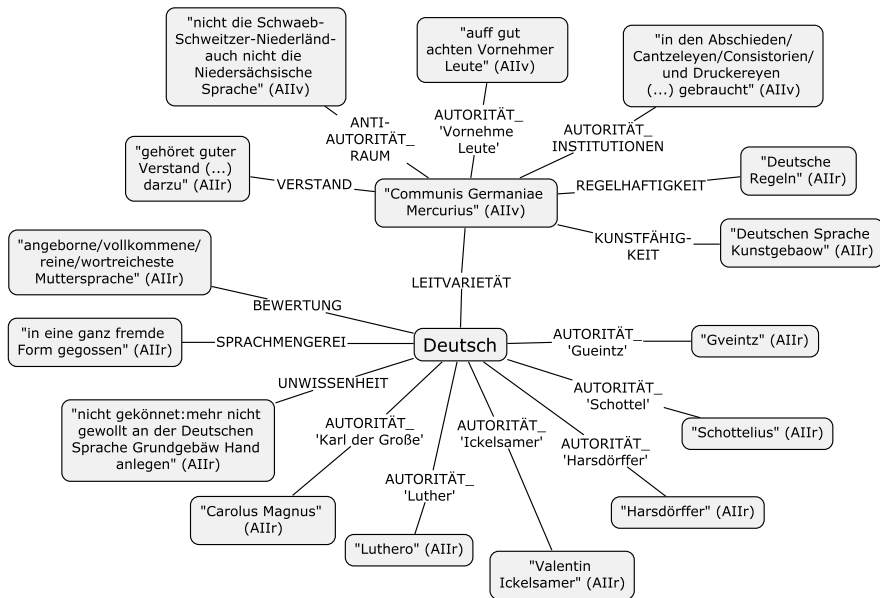 "nicht die Schwaeb-
Schweitzer-Niederländ-
auch nicht die
Niedersächsische
Sprache" (AIIv)
"auff gut
achten Vornehmer
Leute" (AIIv)
"in den Abschieden/
Cantzeleyen/Consistorien/
und Druckereyen
(...) gebraucht" (AIIv)
ANTI-
AUTORITÄT_
RAUM
AUTORITÄT_
'Vornehme
Leute'
AUTORITÄT_
INSTITUTIONEN
"gehöret guter
Verstand (...)
darzu" (AIIr)
VERSTAND
"Communis Germaniae
Mercurius" (AIIv)
REGELHAFTIGKEIT
"Deutsche
Regeln" (AIIr)
KUNSTFÄHIG-
KEIT
"Deutschen Sprache
Kunstgebaow" (AIIr)
"angeborne/vollkommene/
reine/wortreicheste
Muttersprache" (AIIr)
LEITVARIETÄT
BEWERTUNG
"in eine ganz fremde
Form gegossen" (AIIr)
SPRACHMENGEREI
Deutsch
AUTORITÄT_
'Gueintz'
"Gveintz" (AIIr)
UNWISSENHEIT
AUTORITÄT_
'Schottel'
"Schottelius" (AIIr)
"nicht gekönnet:mehr nicht
gewollt an der Deutschen
Sprache Grundgebäw Hand
anlegen" (AIIr)
AUTORITÄT_
'Karl der Große'
AUTORITÄT_
'Ickelsamer'
AUTORITÄT_
'Harsdörffer'
AUTORITÄT_
'Luther'
"Carolus Magnus"
(AIIr)
"Harsdörffer" (AIIr)
"Luthero" (AIIr)
"Valentin
Ickelsamer" (AIIr)